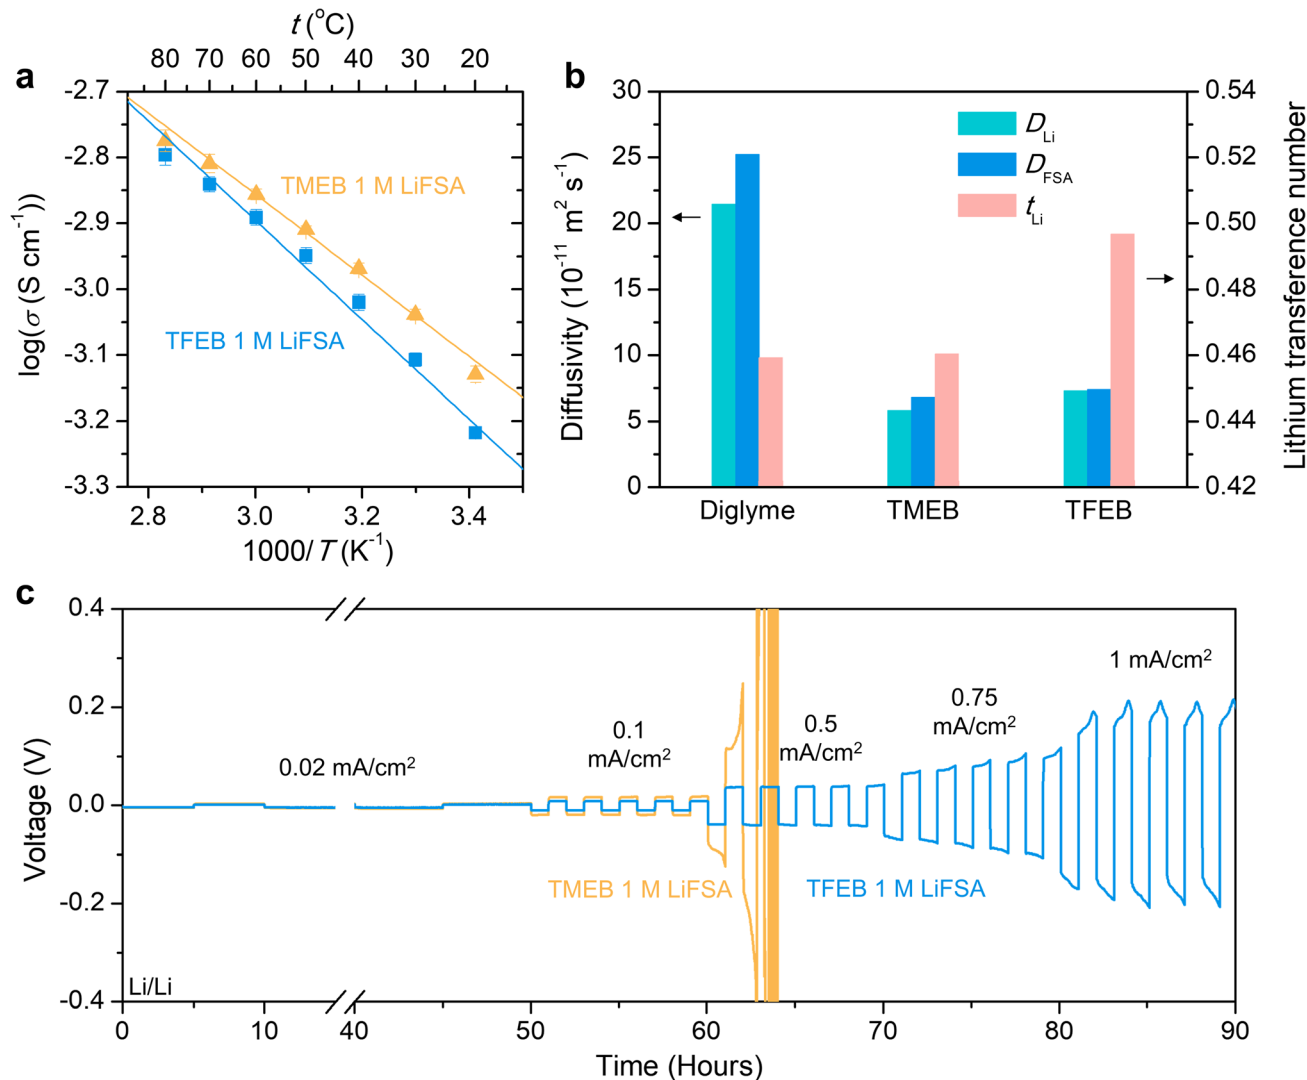 a
t (°C)
80 70 60 50 40 30 20
-2.7
-2.8
-2.9
-3.0
-3.1
-3.2
-3.3
log(σ (S cm⁻¹))
TMEB 1 M LiFSA
TFEB 1 M LiFSA
2.8 3.0 3.2 3.4
1000/T (K⁻¹)
b
30
25
20
15
10
5
0
Diffusivity (10⁻¹¹ m² s⁻¹)
D_Li
D_FSA
t_Li
0.54
0.52
0.50
0.48
0.46
0.44
0.42
Lithium transference number
Diglyme TMEB TFEB
c
0.4
0.2
0.0
-0.2
-0.4
Voltage (V)
0.02 mA/cm²
0.1
mA/cm²
0.5
mA/cm²
0.75
mA/cm²
1 mA/cm²
TMEB 1 M LiFSA
TFEB 1 M LiFSA
Li/Li
0 10 40 50 60 70 80 90
Time (Hours)